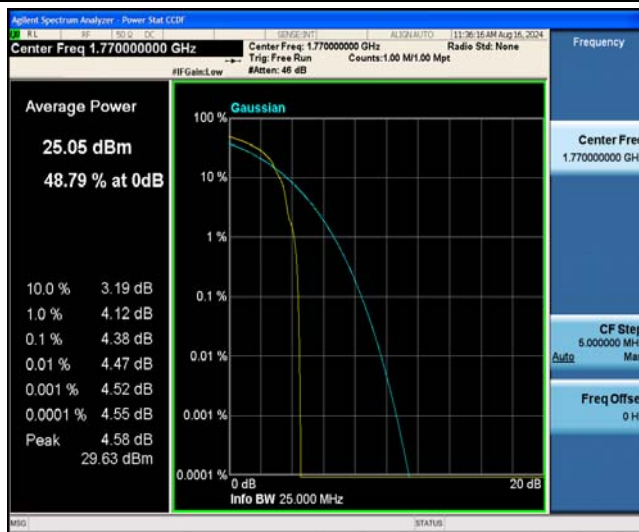 Agilent Spectrum Analyzer - Power Stat CCDF
RL RF 50 Ω DC SENSE:INT ALIGN AUTO 11:36:16 AM Aug 16, 2024
Center Freq 1.770000000 GHz
Center Freq: 1.770000000 GHz Radio Std: None
Trig: Free Run Counts:1.00 M/1.00 Mpt
#IFGain:Low #Atten: 46 dB
Frequency
Average Power
25.05 dBm
48.79 % at 0dB
10.0 % 3.19 dB
1.0 % 4.12 dB
0.1 % 4.38 dB
0.01 % 4.47 dB
0.001 % 4.52 dB
0.0001 % 4.55 dB
Peak 4.58 dB
29.63 dBm
Gaussian
100 %
10 %
1 %
0.1 %
0.01 %
0.001 %
0.0001 %
0 dB 20 dB
Info BW 25.000 MHz
Center Fre
1.770000000 GH
CF Step
5.000000 MH
Auto Ma
Freq Offse
0 H
MSG STATUS